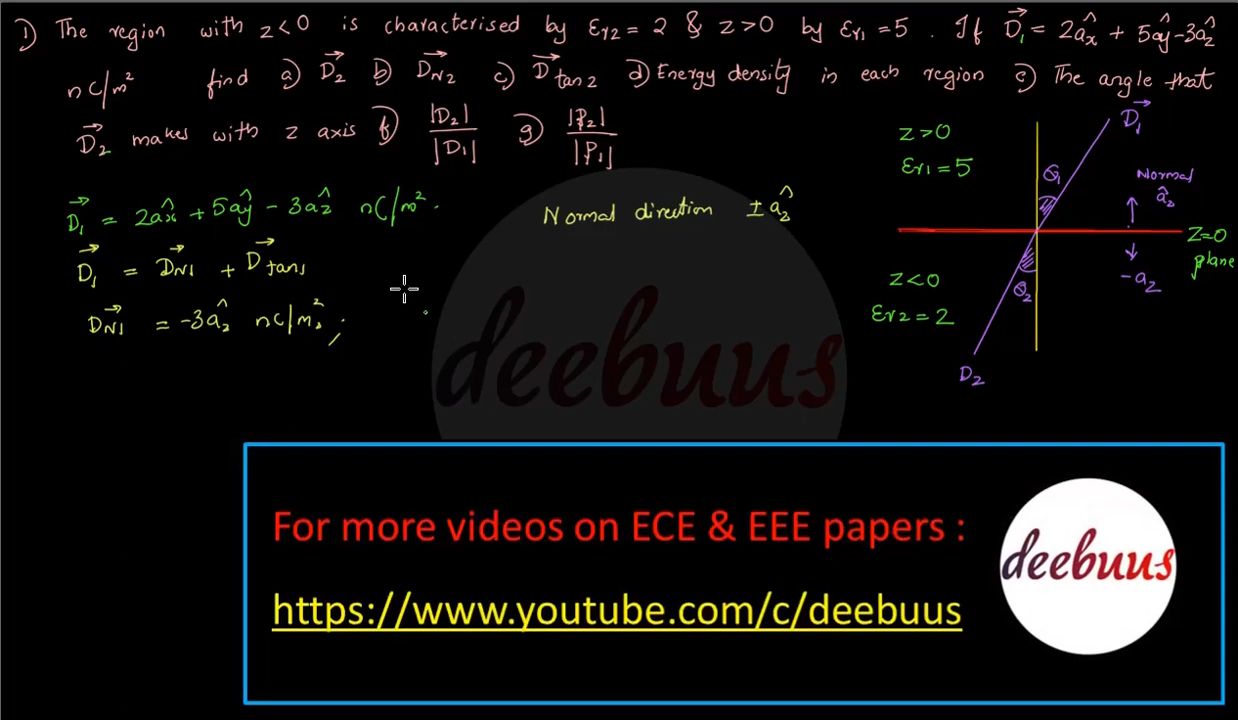 1) The region with z<0 is characterised by εr2 = 2 & z>0 by εr1 = 5 . If D⃗₁ = 2âx + 5ây - 3âz
nC/m² find a) D⃗₂ b) D⃗N2 c) D⃗tan2 d) Energy density in each region e) The angle that
D⃗₂ makes with z axis f) |D₂|/|D₁| g) |P₂|/|P₁|
z>0
εr1 = 5
D⃗₁
θ₁
Normal
âz
D⃗₁ = 2âx + 5ây - 3âz nC/m².
Normal direction ± âz
z=0
plane
D⃗₁ = D⃗N1 + D⃗tan1
z<0
θ₂
-az
D⃗N1 = -3âz nC/m² ;
εr2 = 2
D₂
deebuus
For more videos on ECE & EEE papers :
deebuus
https://www.youtube.com/c/deebuus